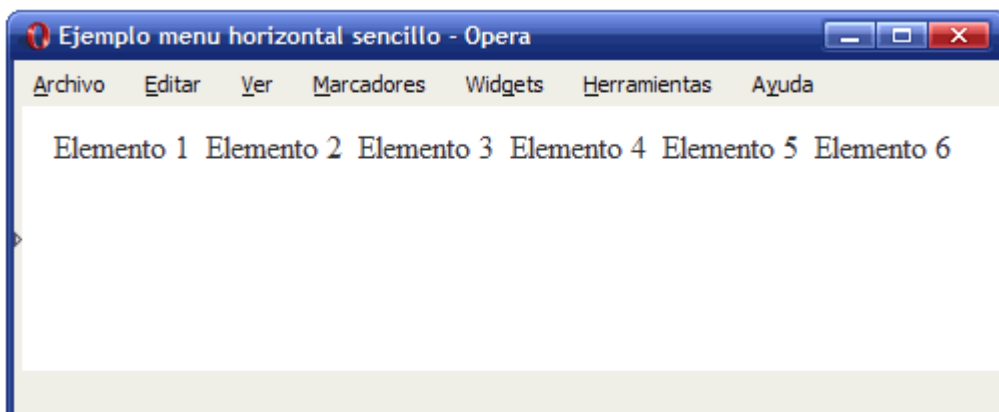 Ejemplo menu horizontal sencillo - Opera
Archivo Editar Ver Marcadores Widgets Herramientas Ayuda
Elemento 1 Elemento 2 Elemento 3 Elemento 4 Elemento 5 Elemento 6